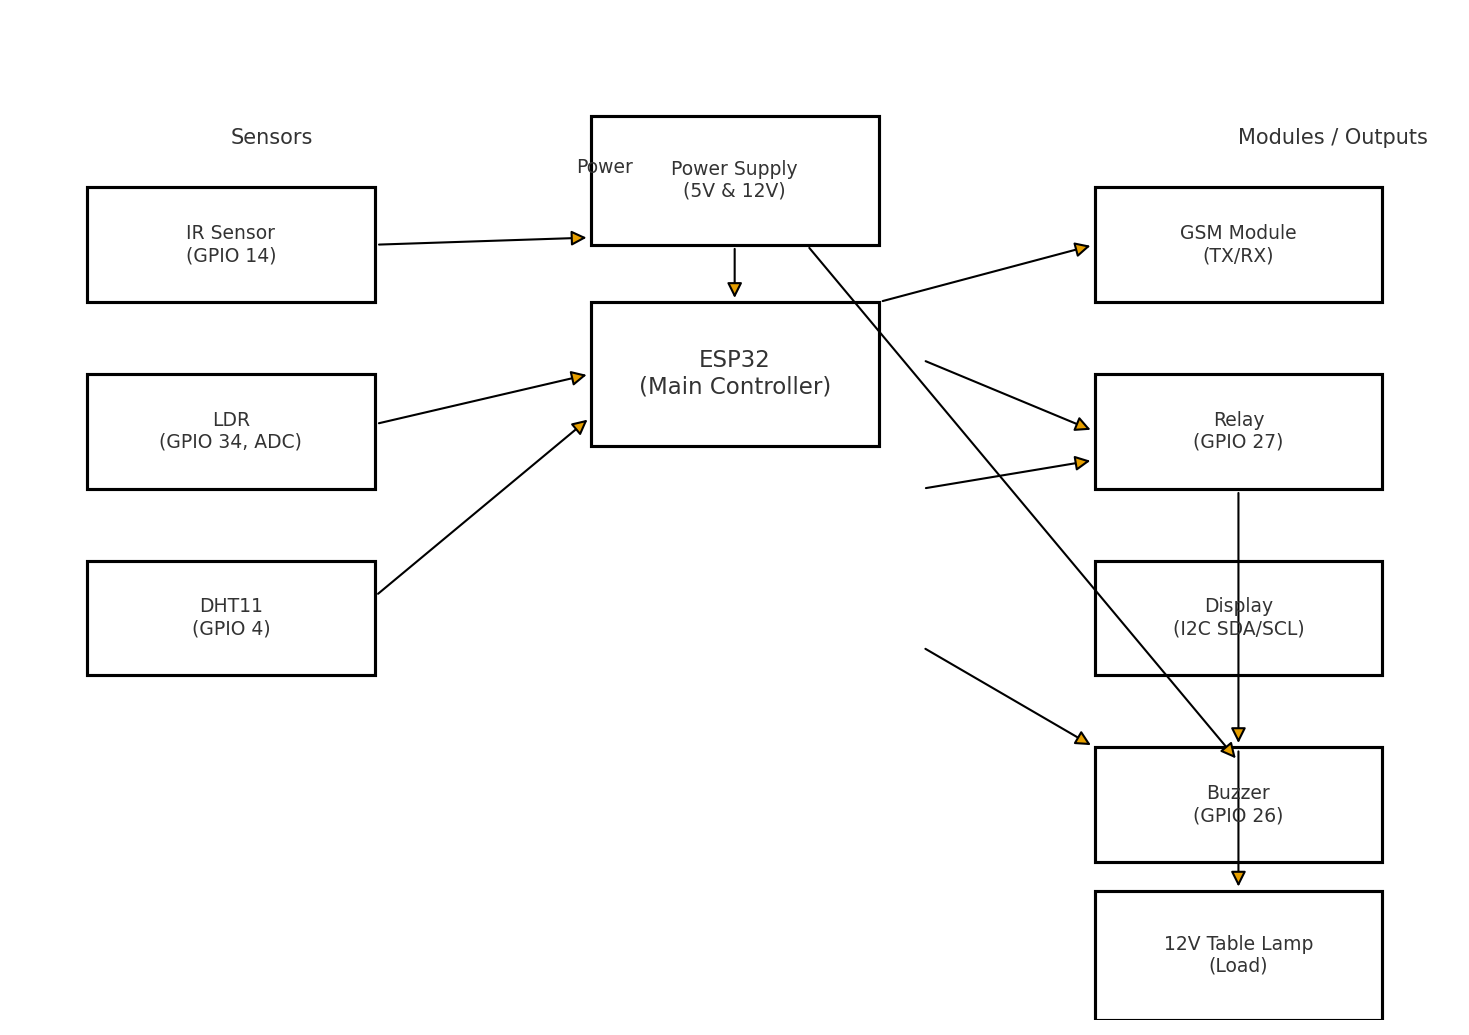 Sensors
Modules / Outputs
Power
Power Supply
(5V & 12V)
IR Sensor
(GPIO 14)
GSM Module
(TX/RX)
ESP32
(Main Controller)
LDR
(GPIO 34, ADC)
Relay
(GPIO 27)
DHT11
(GPIO 4)
Display
(I2C SDA/SCL)
Buzzer
(GPIO 26)
12V Table Lamp
(Load)